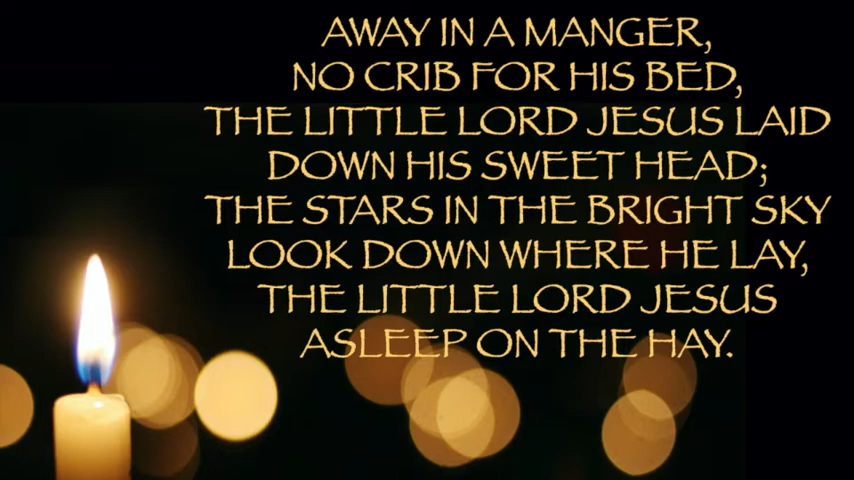 AWAY IN A MANGER,
NO CRIB FOR HIS BED,
THE LITTLE LORD JESUS LAID
DOWN HIS SWEET HEAD;
THE STARS IN THE BRIGHT SKY
LOOK DOWN WHERE HE LAY,
THE LITTLE LORD JESUS
ASLEEP ON THE HAY.